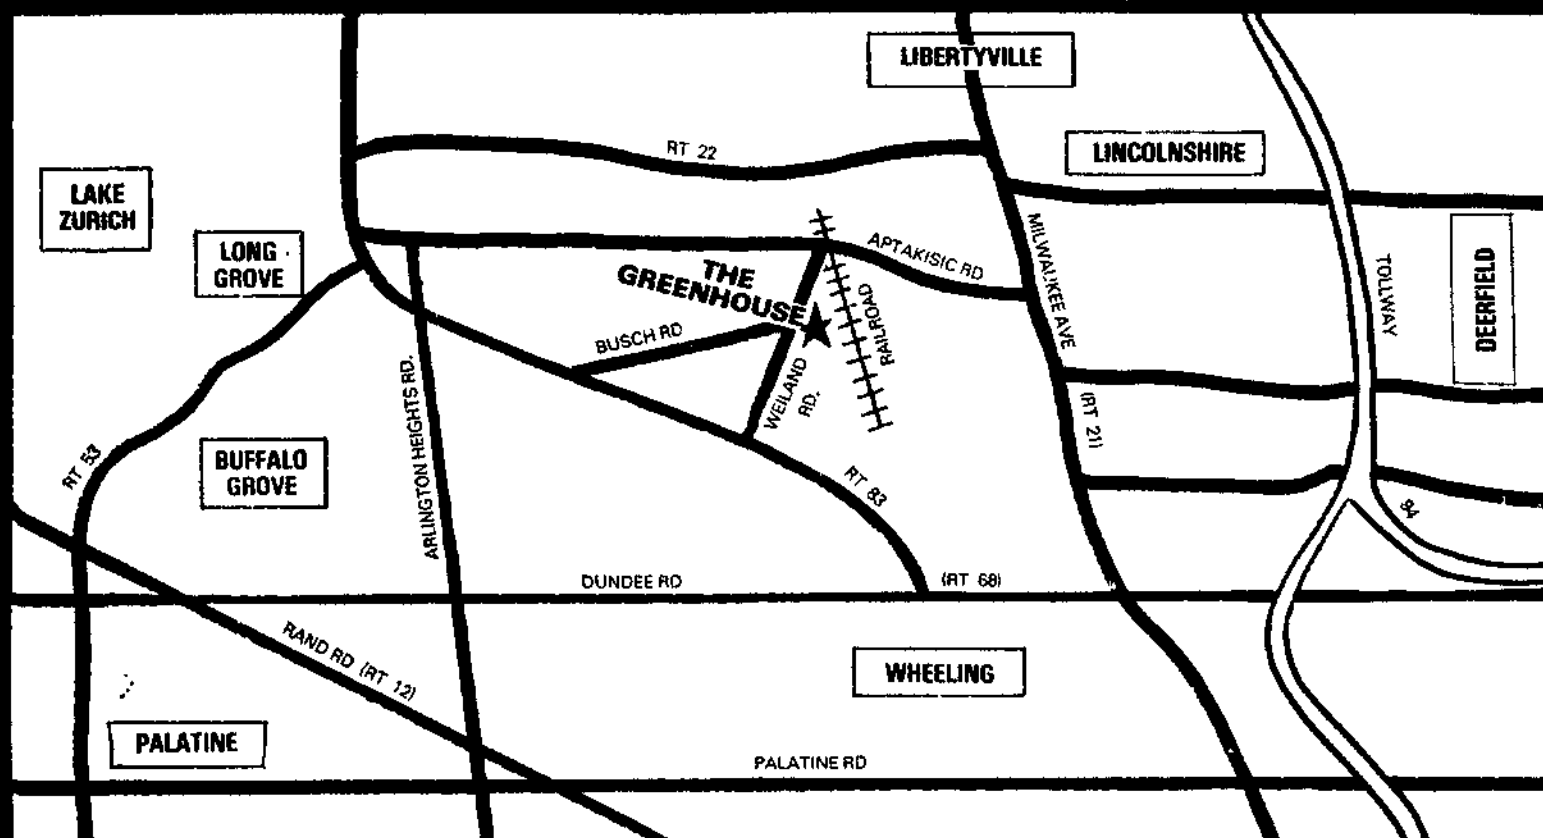 LIBERTYVILLE
RT 22
LINCOLNSHIRE
LAKE
ZURICH
LONG
GROVE
APTAKISIC RD
MILWAUKEE AVE
TOLLWAY
DEERFIELD
THE
GREENHOUSE
RAILROAD
BUSCH RD
WEILAND
RD.
ARLINGTON HEIGHTS RD.
(RT 21)
RT 53
BUFFALO
GROVE
RT 83
94
DUNDEE RD
(RT 68)
RAND RD (RT 12)
WHEELING
PALATINE
PALATINE RD